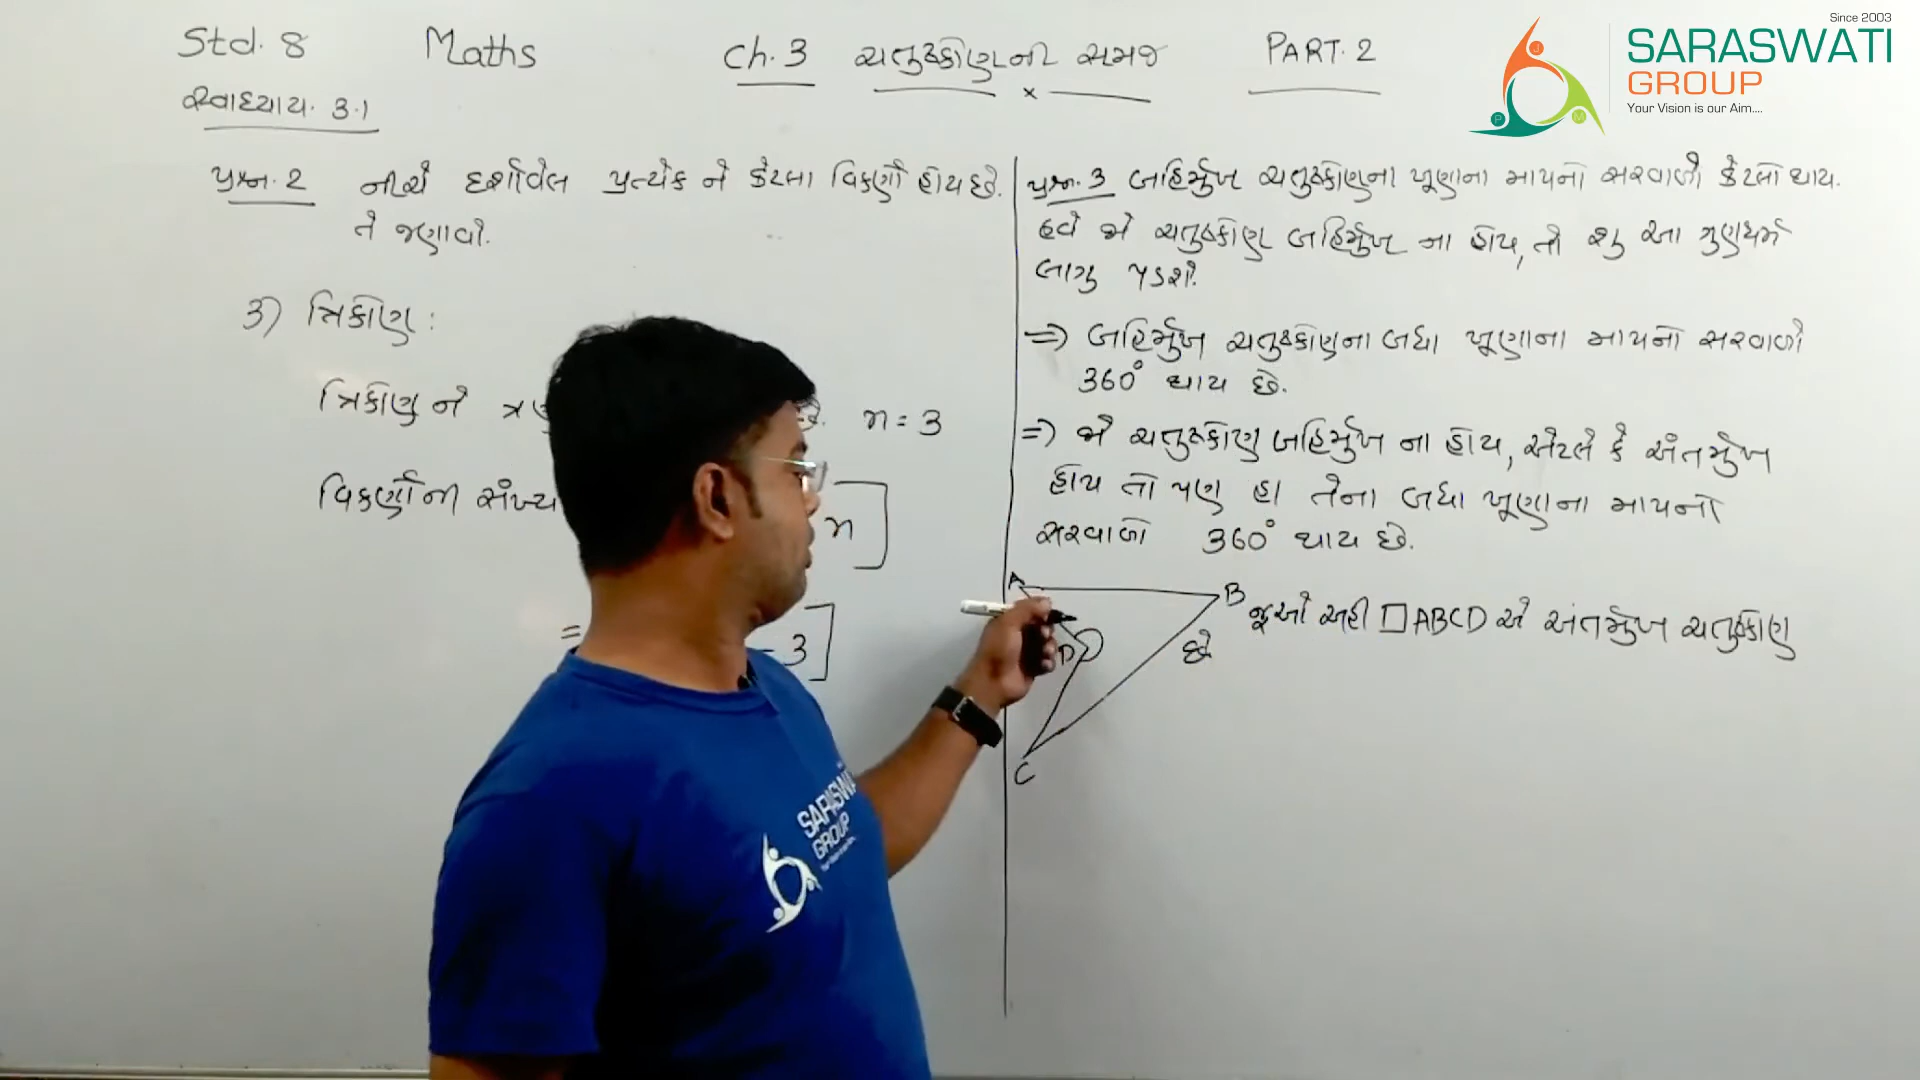 Std. 8 Maths Ch. 3 ચતુષ્કોણની સમજ PART. 2
સ્વાધ્યાય. 3.1
પ્રશ્ન. 2 નીચે દર્શાવેલ પ્રત્યેક ને કેટલા વિકર્ણો હોય છે.
તે જણાવો.
3) ત્રિકોણ :
ત્રિકોણ ને n = 3
વિકર્ણોની
n ]
=
- 3 ]
પ્રશ્ન. 3 બહિર્મુખ ચતુષ્કોણના ખૂણાના માપનો સરવાળો કેટલો થાય.
હવે જો ચતુષ્કોણ બહિર્મુખ ના હોય, તો શુ આ ગુણધર્મ
લાગુ પડશે.
=> બહિર્મુખ ચતુષ્કોણના બધા ખૂણાના માપનો સરવાળો
360° થાય છે.
=> જો ચતુષ્કોણ બહિર્મુખ ના હોય, એટલે કે અંતર્મુખ
હોય તો પણ હા તેના બધા ખૂણાના માપનો
સરવાળો 360° થાય છે.
A B
D
C
જૂઓ અહી □ABCD એ અંતર્મુખ ચતુષ્કોણ
છે
Since 2003
SARASWATI
GROUP
Your Vision is our Aim....
J
P
M
SARASWA
GROUP